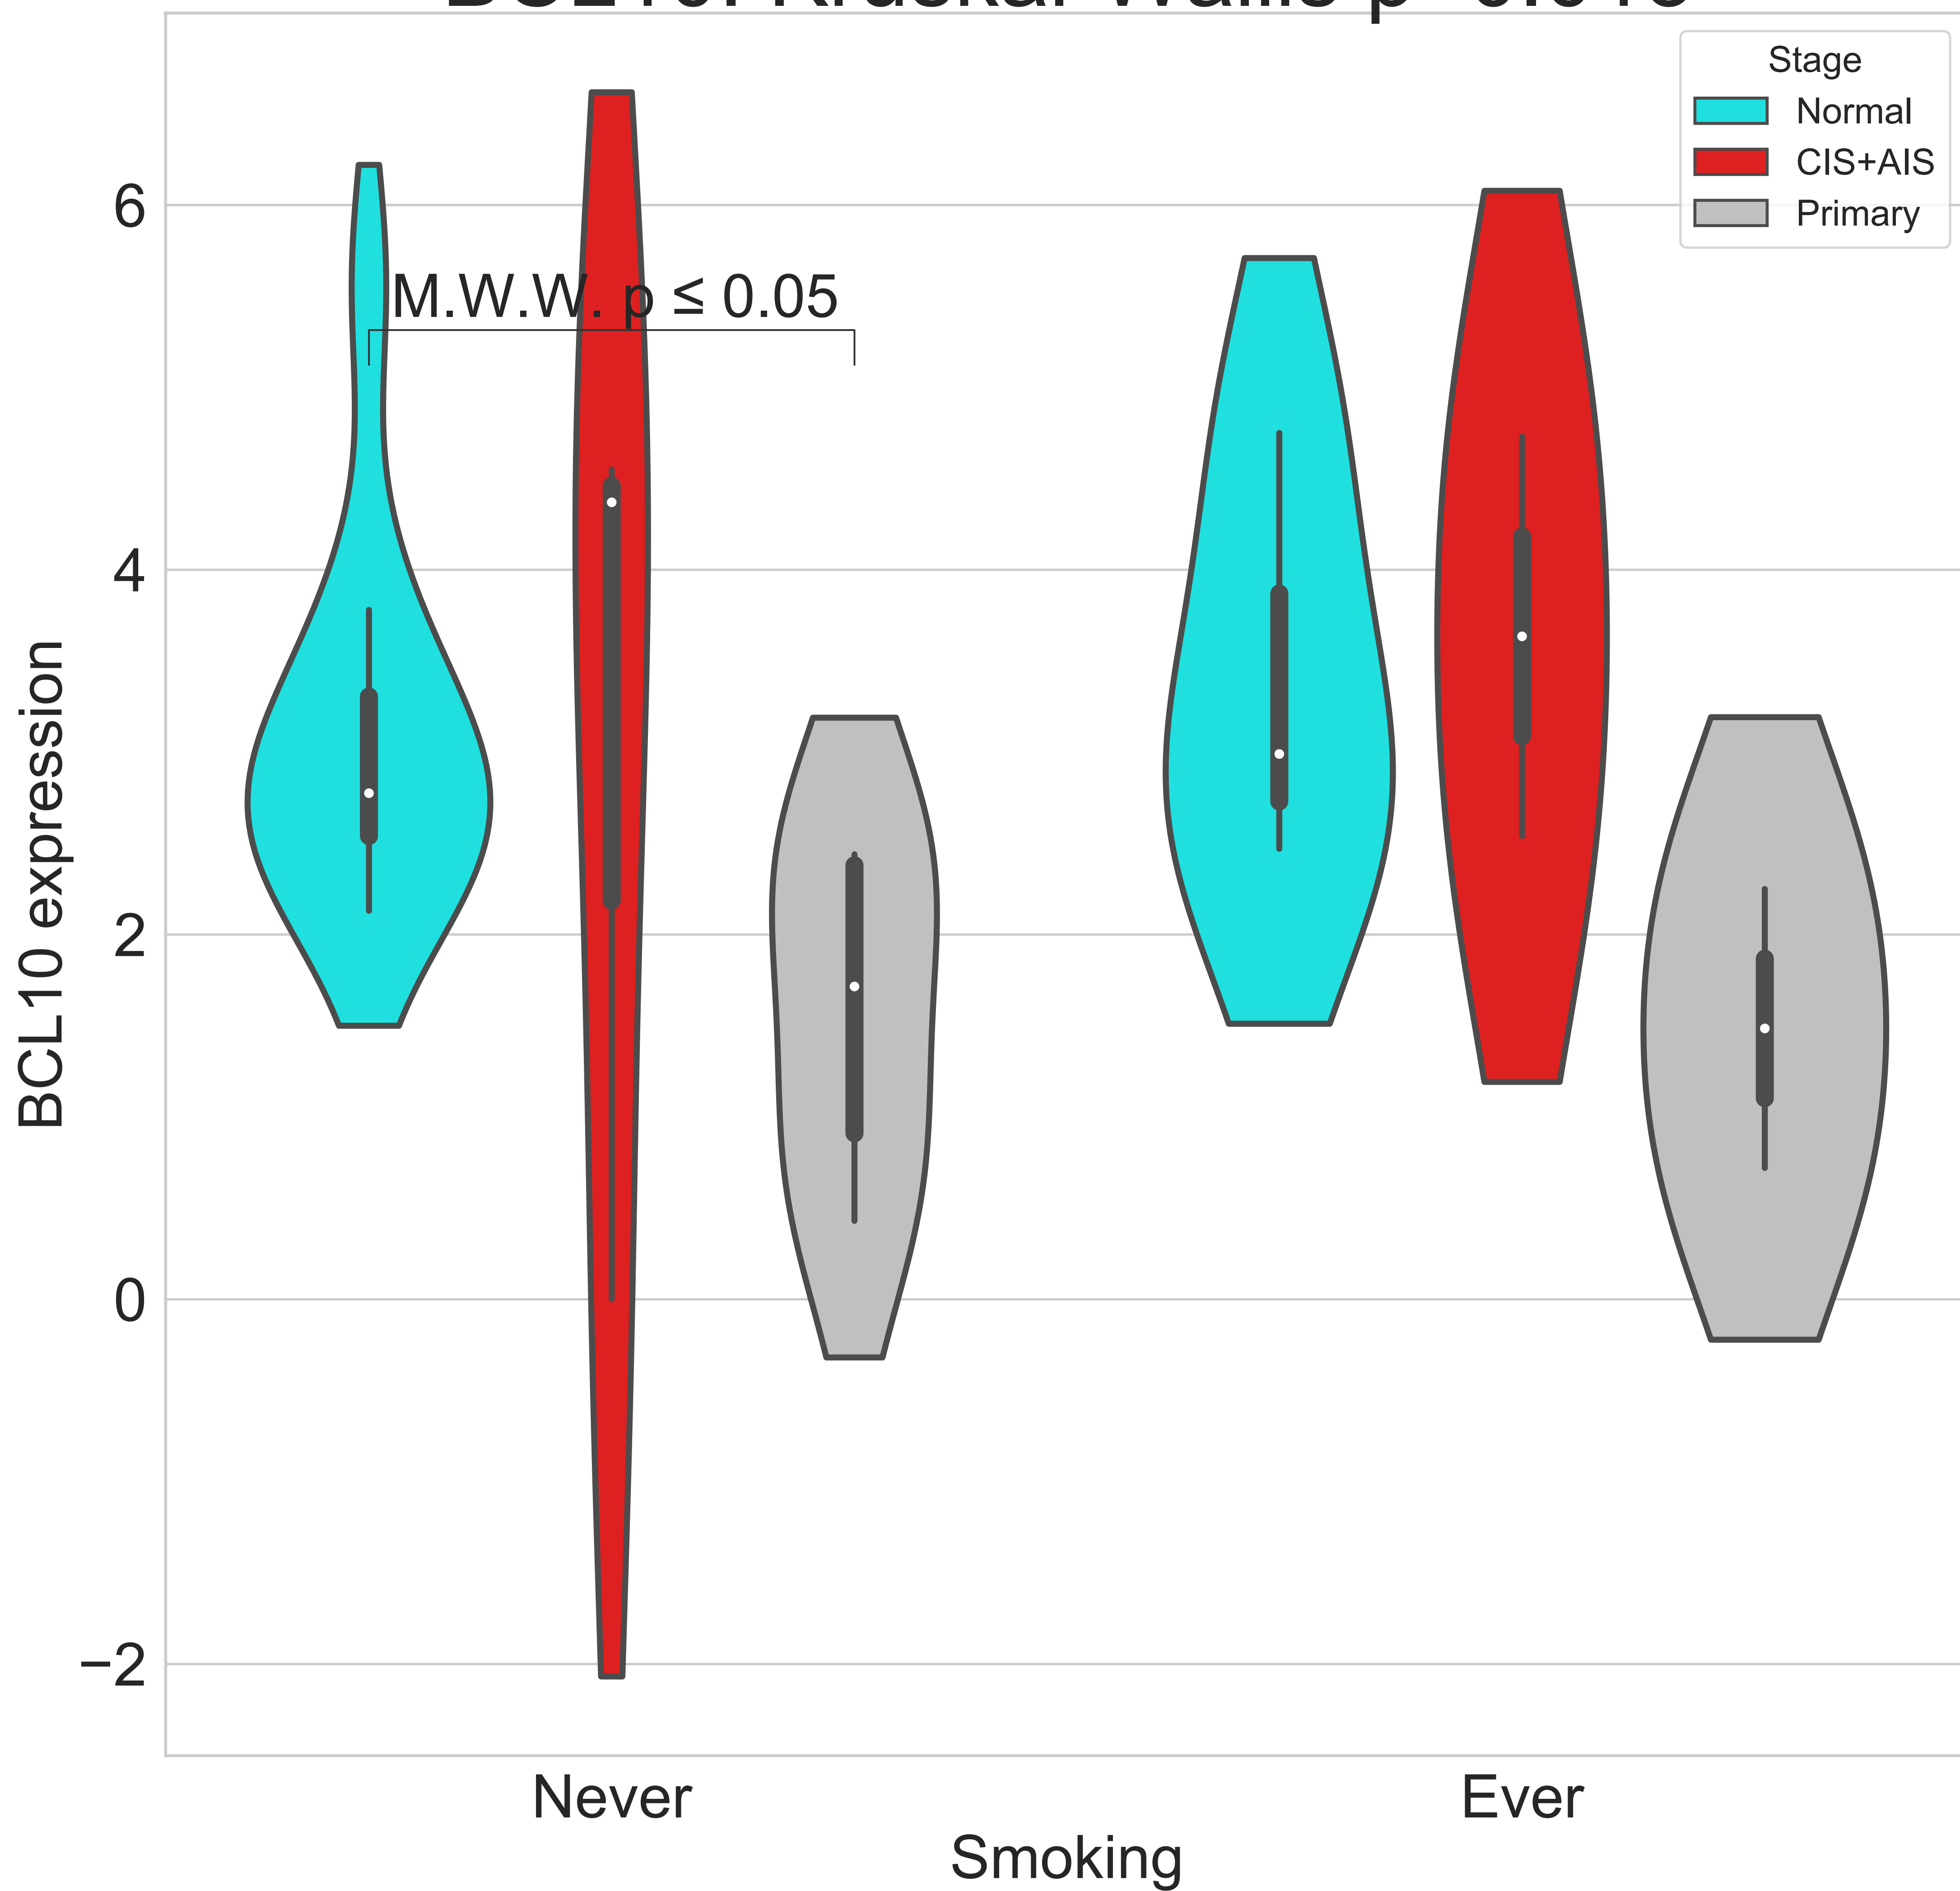 Stage
Normal
CIS+AIS
Primary
M.W.W. p ≤ 0.05
6
4
2
0
−2
BCL10 expression
Never
Ever
Smoking